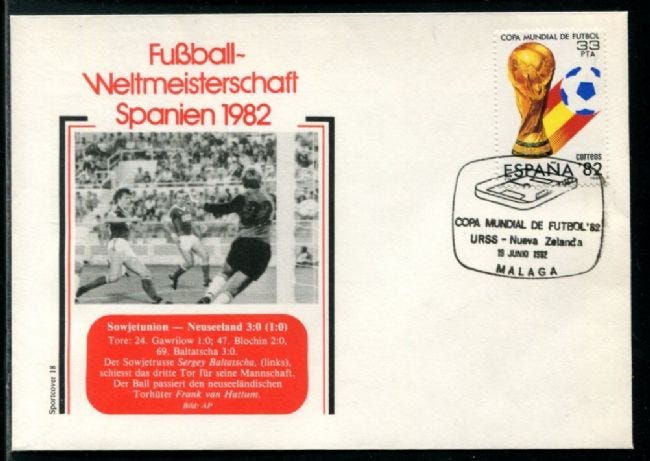 Fußball-
Weltmeisterschaft
Spanien 1982
COPA MUNDIAL DE FUTBOL
33
PTA
correos
ESPAÑA '82
COPA MUNDIAL DE FUTBOL '82
URSS - Nueva Zelanda
19 JUNIO 1982
MALAGA
Sowjetunion — Neuseeland 3:0 (1:0)
Tore: 24. Gawrilow 1:0; 47. Blochin 2:0,
69. Baltatscha 3:0.
Der Sowjetrusse Sergey Baltatscha, (links),
schiesst das dritte Tor für seine Mannschaft.
Der Ball passiert den neuseeländischen
Torhüter Frank van Hattum.
Bild: AP
Sportcover 18